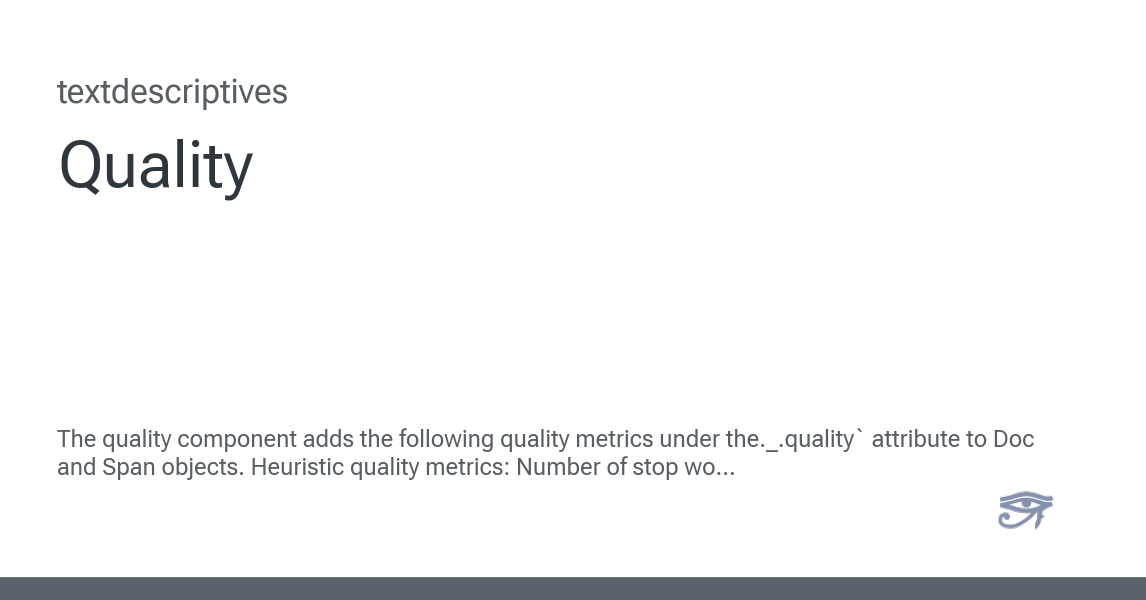 textdescriptives
Quality
The quality component adds the following quality metrics under the._.quality` attribute to Doc
and Span objects. Heuristic quality metrics: Number of stop wo...